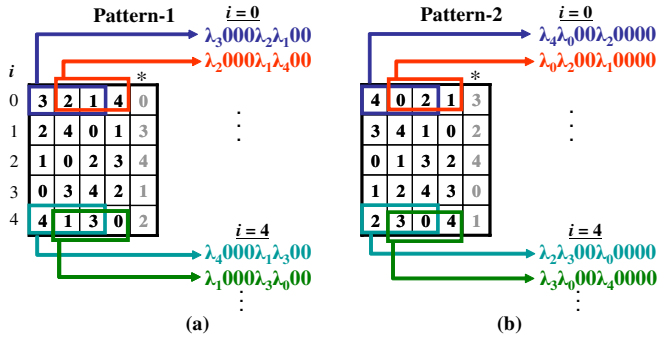 Pattern-1
i = 0
λ₃000λ₂λ₁00
λ₂000λ₁λ₄00
i *
0 3 2 1 4 0
1 2 4 0 1 3
2 1 0 2 3 4
3 0 3 4 2 1
4 4 1 3 0 2
⋮
i = 4
λ₄000λ₁λ₃00
λ₁000λ₃λ₀00
⋮
(a)
Pattern-2
i = 0
λ₄λ₀00λ₂0000
λ₀λ₂00λ₁0000
*
4 0 2 1 3
3 4 1 0 2
0 1 3 2 4
1 2 4 3 0
2 3 0 4 1
⋮
i = 4
λ₂λ₃00λ₀0000
λ₃λ₀00λ₄0000
⋮
(b)